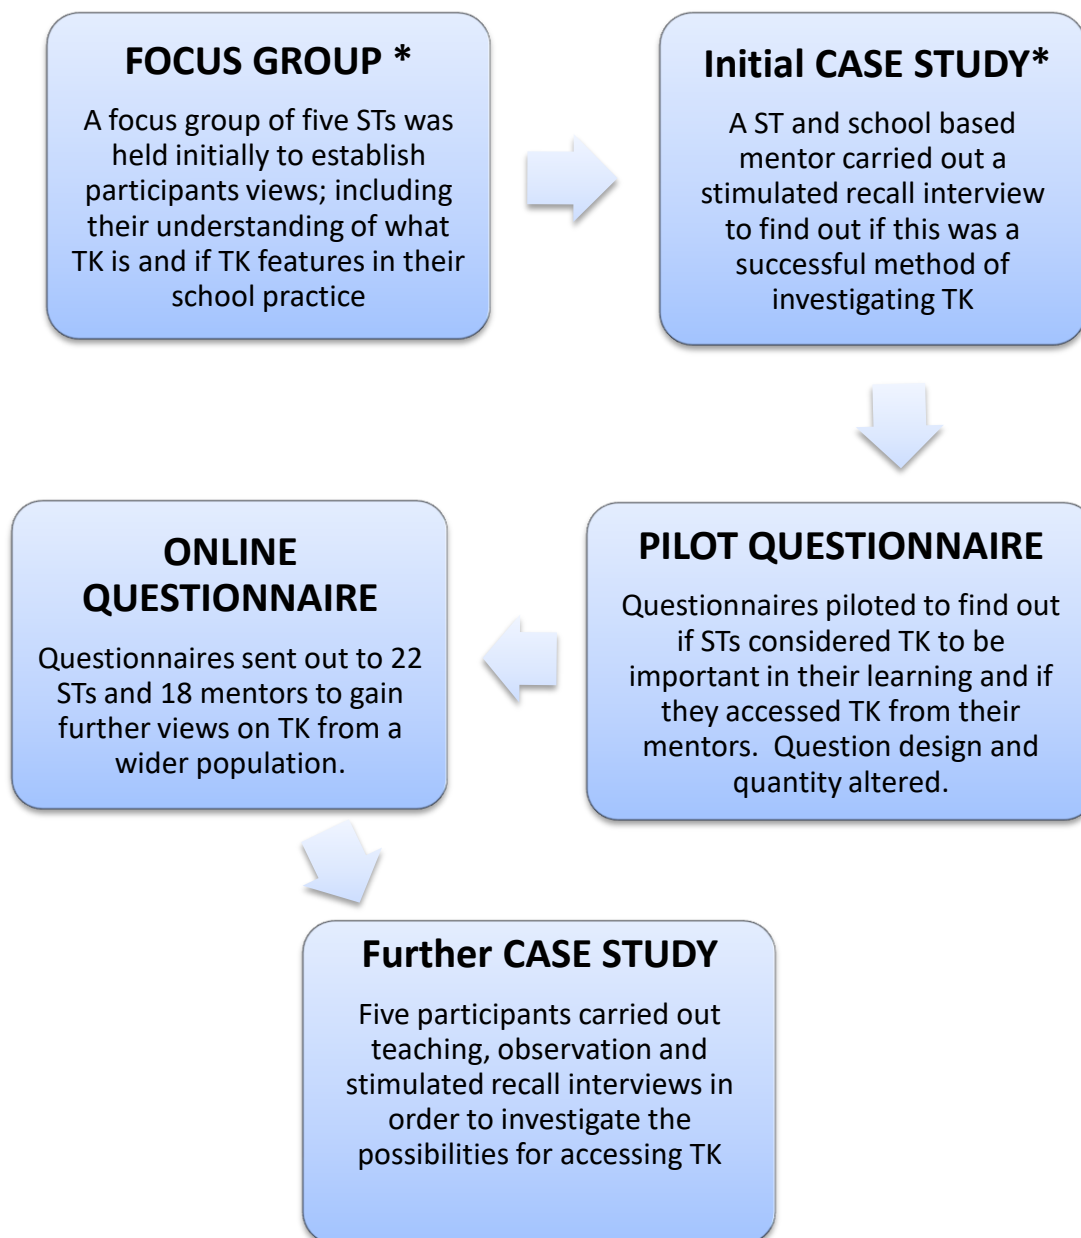 FOCUS GROUP *
A focus group of five STs was
held initially to establish
participants views; including
their understanding of what
TK is and if TK features in their
school practice
Initial CASE STUDY*
A ST and school based
mentor carried out a
stimulated recall interview
to find out if this was a
successful method of
investigating TK
PILOT QUESTIONNAIRE
Questionnaires piloted to find out
if STs considered TK to be
important in their learning and if
they accessed TK from their
mentors.  Question design and
quantity altered.
ONLINE
QUESTIONNAIRE
Questionnaires sent out to 22
STs and 18 mentors to gain
further views on TK from a
wider population.
Further CASE STUDY
Five participants carried out
teaching, observation and
stimulated recall interviews in
order to investigate the
possibilities for accessing TK